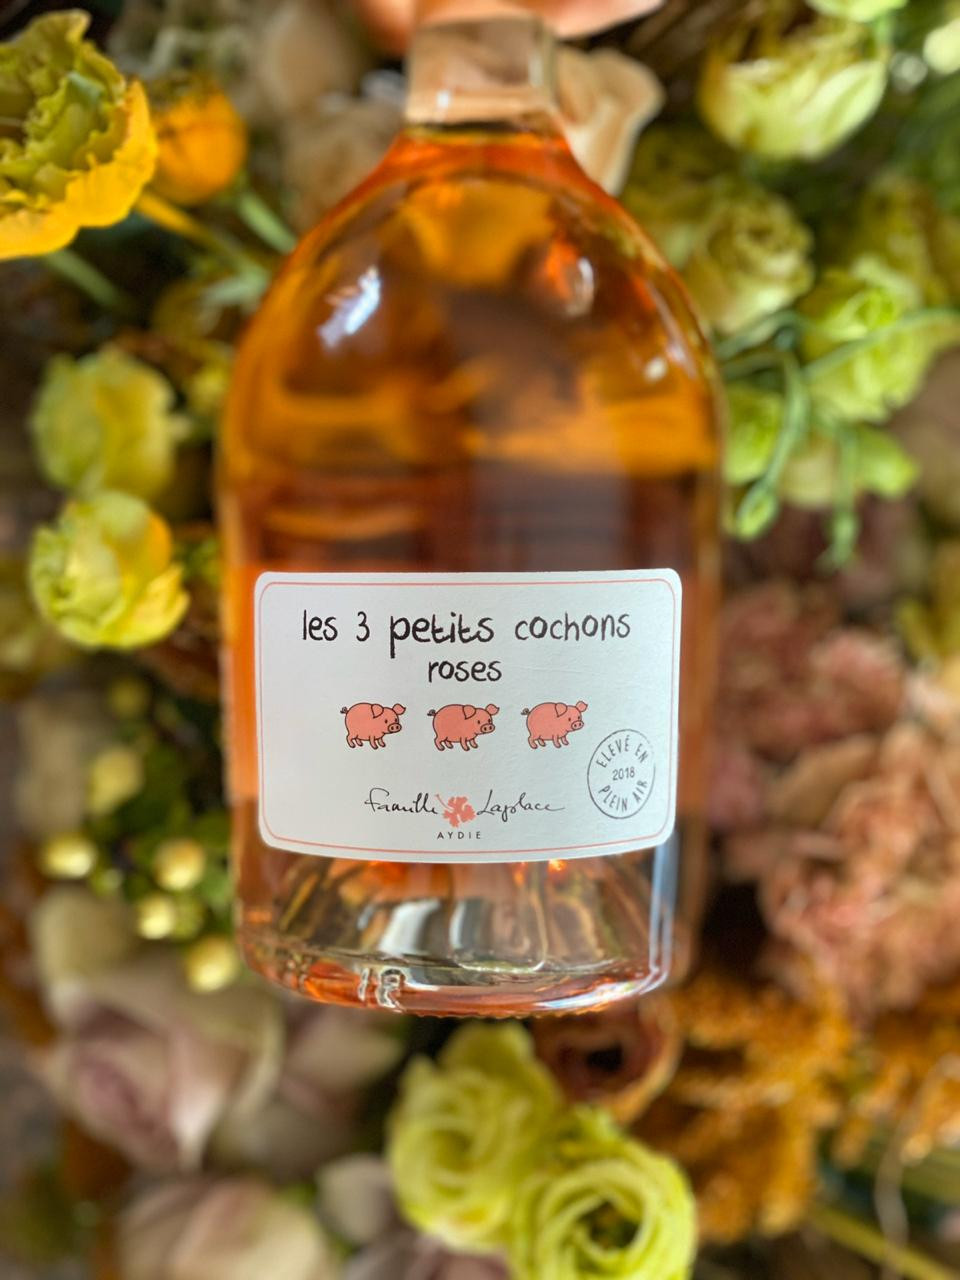 les 3 petits cochons
roses
ELEVÉ EN
2018
PLEIN AIR
Famille Laplace
AYDIE